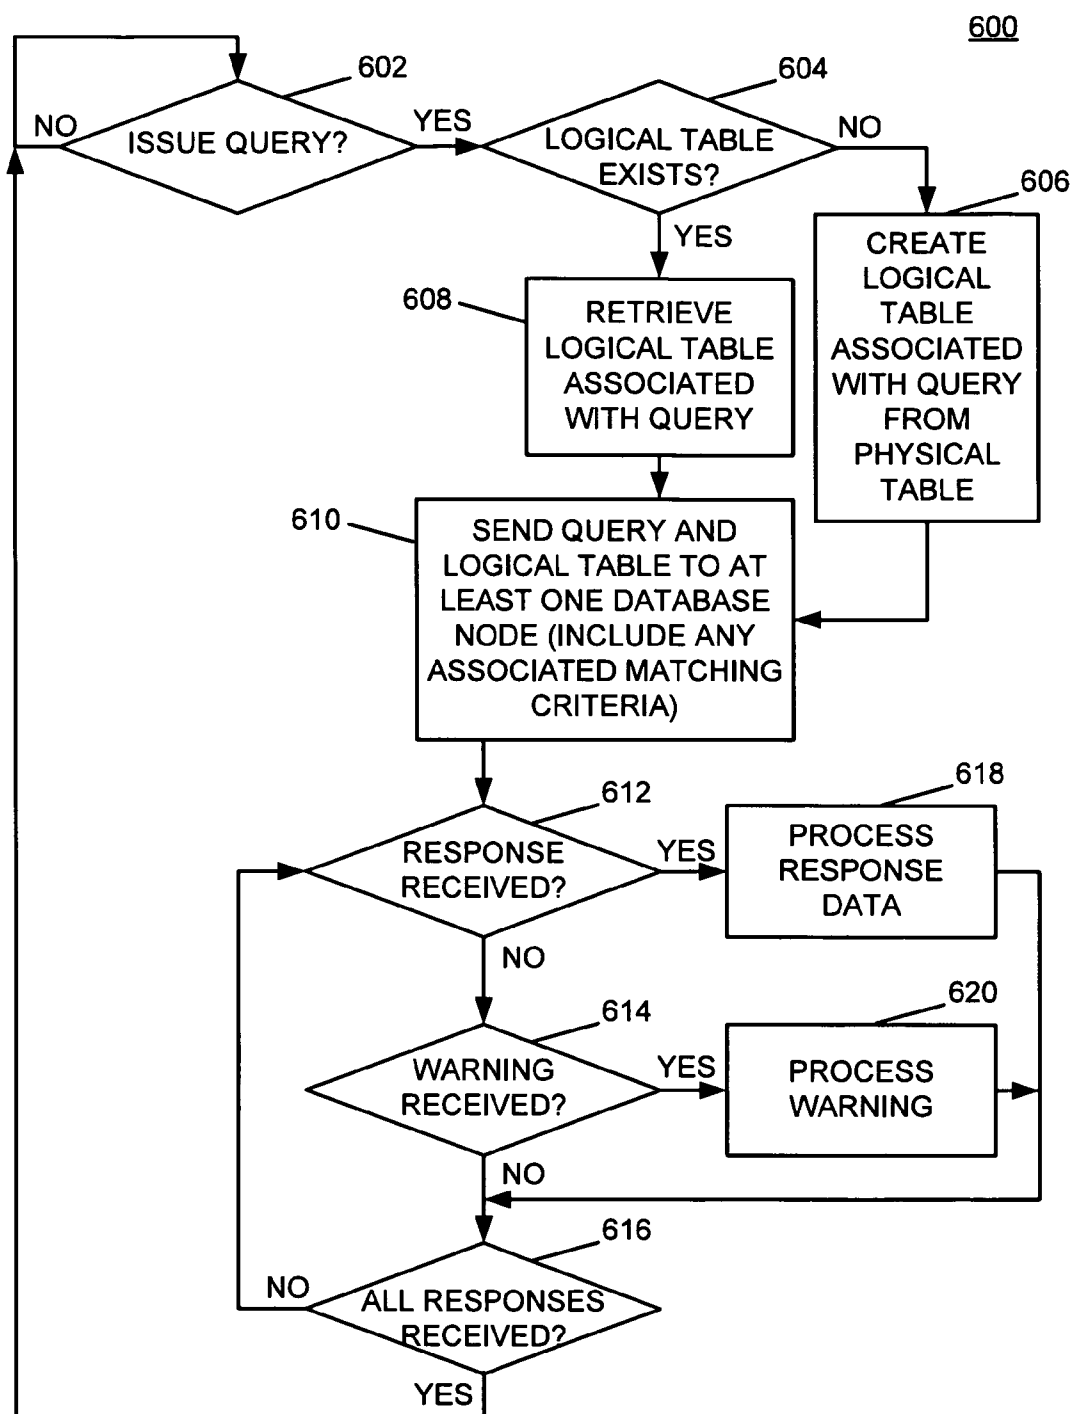 600
602
604
NO
ISSUE QUERY?
YES
LOGICAL TABLE
EXISTS?
NO
606
YES
CREATE
LOGICAL
TABLE
ASSOCIATED
WITH QUERY
FROM
PHYSICAL
TABLE
608
RETRIEVE
LOGICAL TABLE
ASSOCIATED
WITH QUERY
610
SEND QUERY AND
LOGICAL TABLE TO AT
LEAST ONE DATABASE
NODE (INCLUDE ANY
ASSOCIATED MATCHING
CRITERIA)
612
618
RESPONSE
RECEIVED?
YES
PROCESS
RESPONSE
DATA
NO
614
620
WARNING
RECEIVED?
YES
PROCESS
WARNING
NO
616
NO
ALL RESPONSES
RECEIVED?
YES